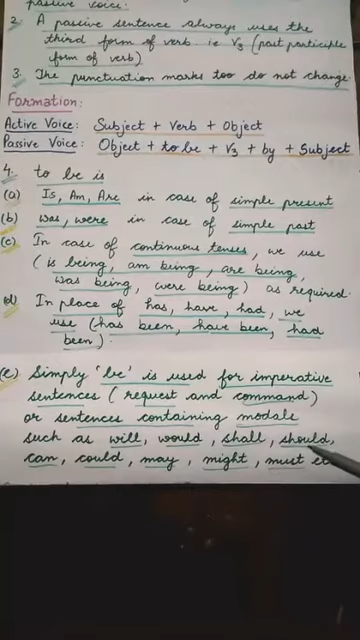 passive voice.
2. A passive sentence always uses the
third form of verb. ie V3 (past participle
form of verb)
3. The punctuation marks too do not change
Formation:
Active Voice: Subject + Verb + Object
Passive Voice: Object + to be + V3 + by + Subject
4. to be is
(a) Is, Am, Are in case of simple present
(b) was, were in case of simple past
(c) In case of continuous tenses, we use
(is being, am being, are being,
was being, were being) as required.
(d) In place of has, have, had, we
use (has been, have been, had
been)
(e) Simply 'be' is used for imperative
sentences (request and command)
or sentences containing modals
such as will, would, shall, should,
can, could, may, might, must etc